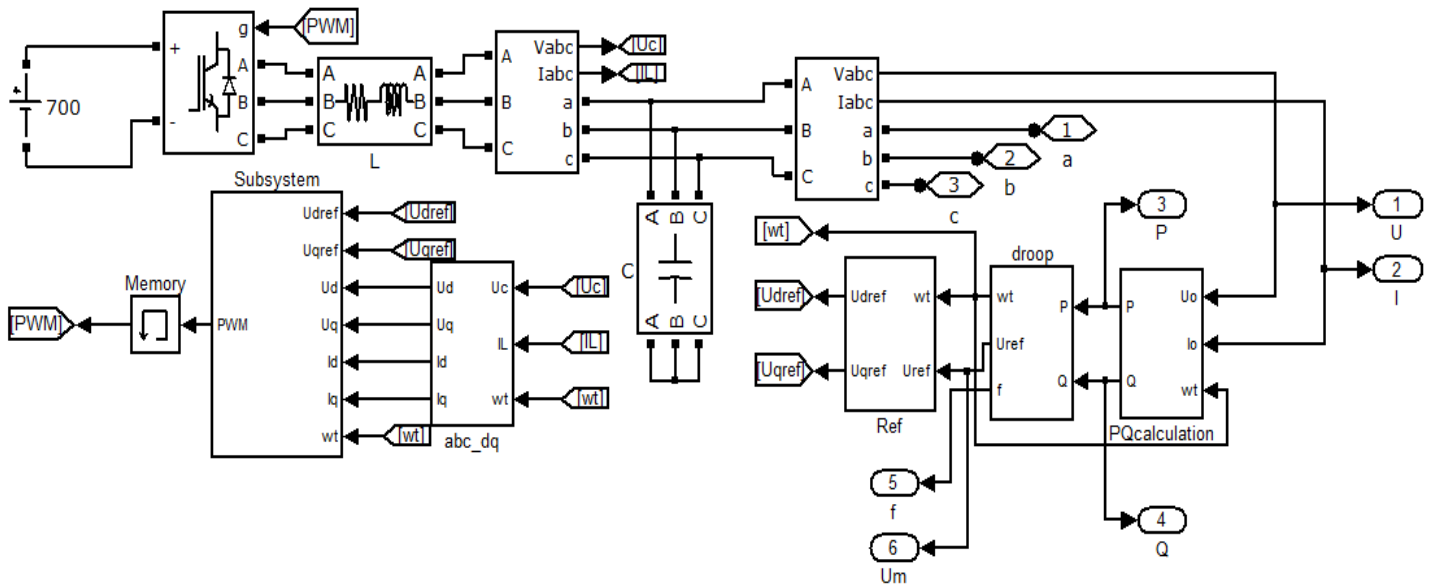 g [PWM]
+ A A A A Vabc [Uc]
700 B B B B Iabc [IL] A Vabc
- C C C C a Iabc
L b B a 1 a
c C b 2 b
c 3 c
Subsystem
Udref [Udref] A B C [wt] 3 P 1 U
Uqref [Uqref] droop 2 I
Memory Ud Ud Uc [Uc] C [Udref] Udref wt wt P P Uo
[PWM] PWM Uq Uq IL [IL] A B C Uref Io
Id Id [Uqref] Uqref Uref f Q Q wt
Iq Iq wt [wt] Ref PQcalculation
wt [wt] abc_dq
5 f
4 Q
6 Um